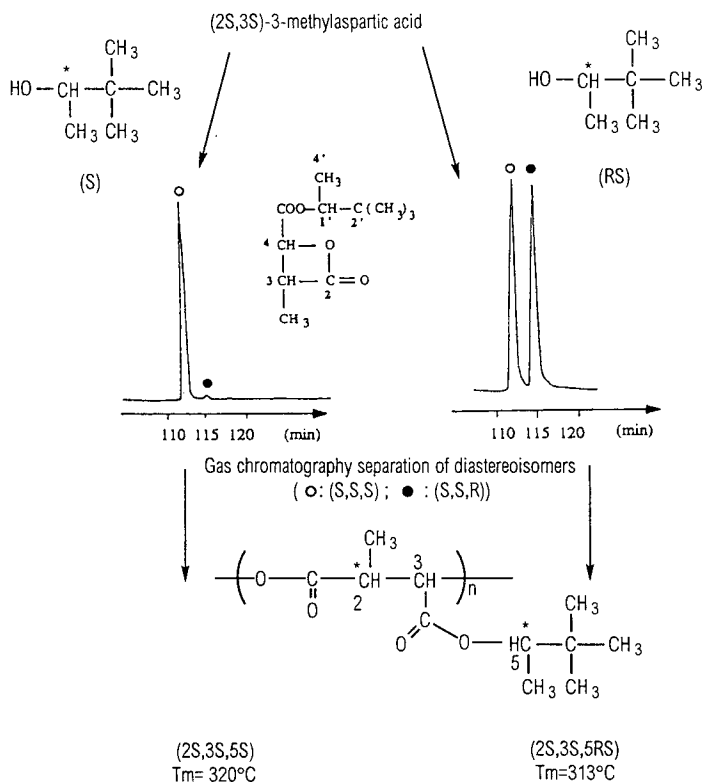 (2S,3S)-3-methylaspartic acid
CH3
HO—CH*—C—CH3
CH3 CH3
(S)
CH3
HO—CH*—C—CH3
CH3 CH3
(RS)
4'
CH3
COO—CH—C(CH3)3
1' 2'
4 CH—O
3 CH—C=O
2
CH3
110 115 120 (min)
110 115 120 (min)
Gas chromatography separation of diastereoisomers
( ○: (S,S,S) ; ●: (S,S,R))
CH3
* 3
—(O—C—CH—CH)n—
O 2
C
O O—HC*—C—CH3
5
CH3
CH3 CH3
(2S,3S,5S)
Tm= 320°C
(2S,3S,5RS)
Tm=313°C